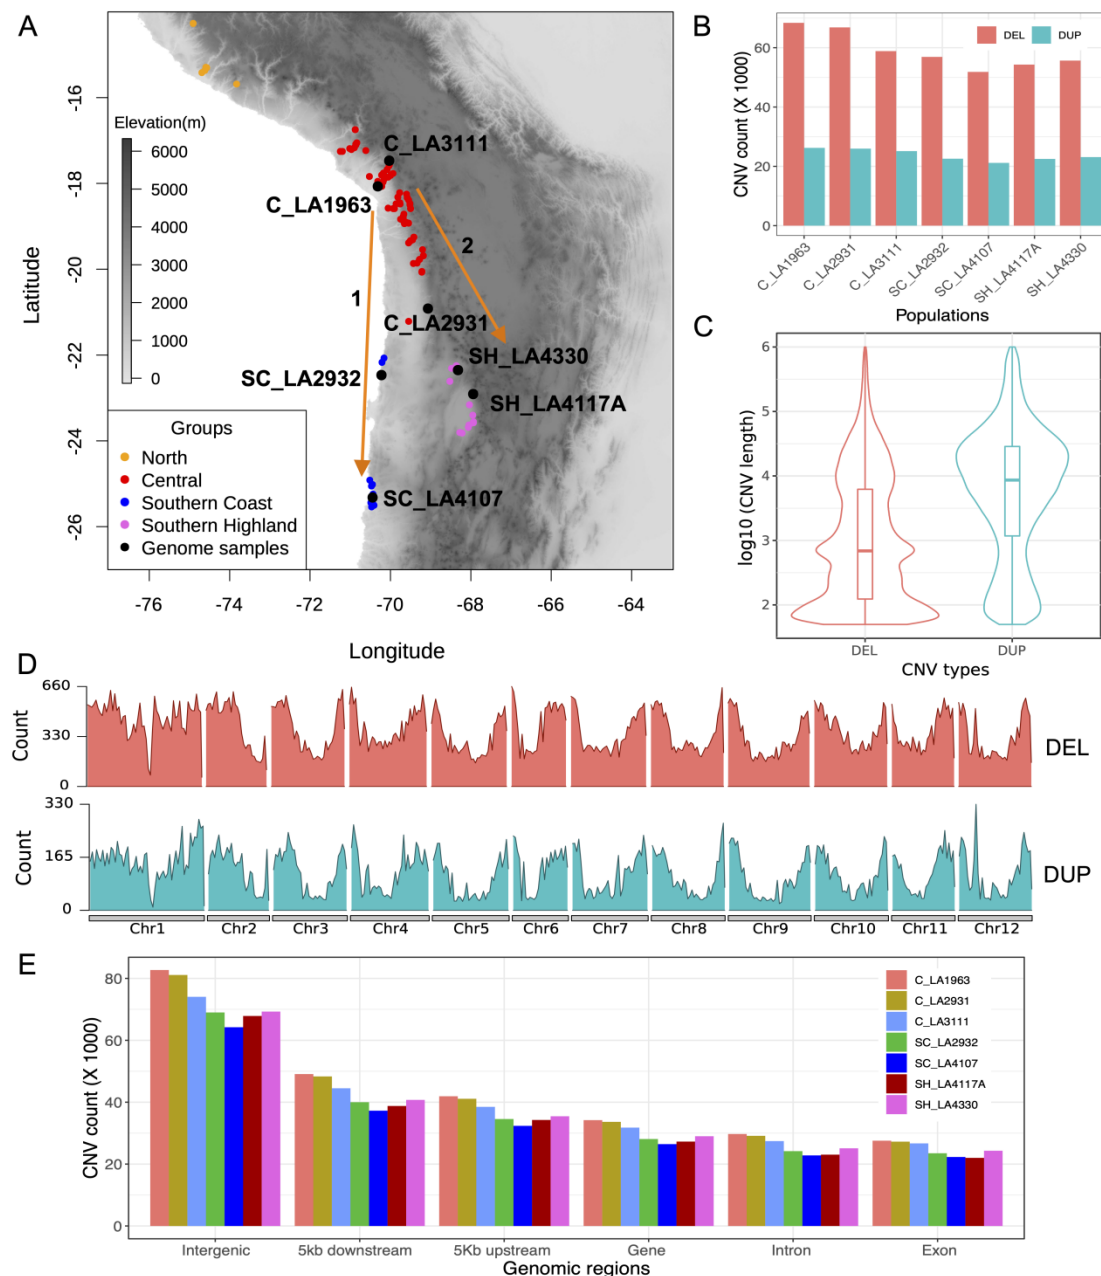 A
-16
-18
-20
-22
-24
-26
Latitude
Elevation(m)
6000
5000
4000
3000
2000
1000
0
C_LA3111
C_LA1963
2
1
C_LA2931
SH_LA4330
SC_LA2932
SH_LA4117A
SC_LA4107
Groups
North
Central
Southern Coast
Southern Highland
Genome samples
-76
-74
-72
-70
-68
-66
-64
Longitude
B
CNV count (X 1000)
60
40
20
0
DEL
DUP
C_LA1963
C_LA2931
C_LA3111
SC_LA2932
SC_LA4107
SH_LA4117A
SH_LA4330
Populations
C
log10 (CNV length)
6
5
4
3
2
DEL
DUP
CNV types
D
Count
660
330
0
DEL
Count
330
165
0
DUP
Chr1
Chr2
Chr3
Chr4
Chr5
Chr6
Chr7
Chr8
Chr9
Chr10
Chr11
Chr12
E
CNV count (X 1000)
80
60
40
20
0
C_LA1963
C_LA2931
C_LA3111
SC_LA2932
SC_LA4107
SH_LA4117A
SH_LA4330
Intergenic
5kb downstream
5Kb upstream
Gene
Intron
Exon
Genomic regions